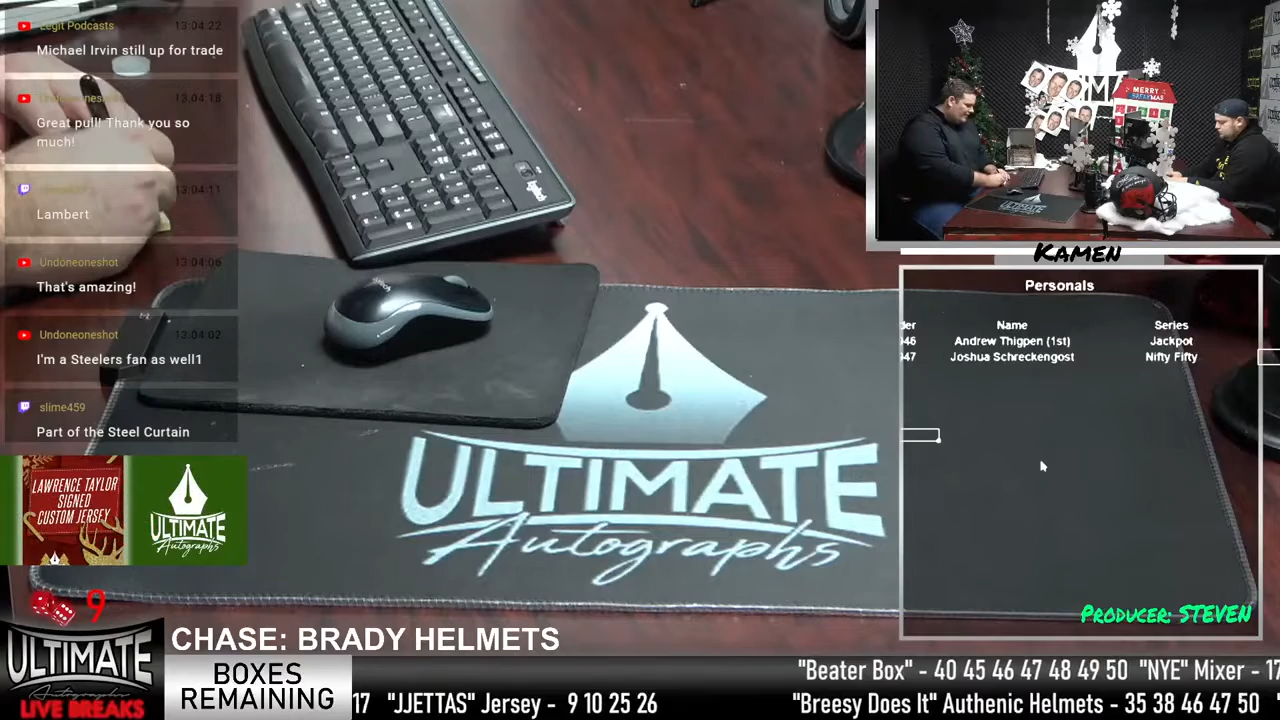 Legit Podcasts 13:04:22
Michael Irvin still up for trade
13:04:18
Great pull! Thank you so
much!
13:04:11
Lambert
Undoneoneshot 13:04:06
That's amazing!
Undoneoneshot 13:04:02
I'm a Steelers fan as well1
slime459
Part of the Steel Curtain
LAWRENCE TAYLOR
SIGNED
CUSTOM JERSEY
ULTIMATE
Autographs
9
ULTIMATE
Autographs
LIVE BREAKS
CHASE: BRADY HELMETS
BOXES
REMAINING
"Beater Box" - 40 45 46 47 48 49 50 "NYE" Mixer - 17
17 "JJETTAS" Jersey - 9 10 25 26 "Breesy Does It" Authenic Helmets - 35 38 46 47 50
ULTIMATE
Autographs
logitech
MERRY
BREAKMAS
KAMEN
Personals
Name Series
Andrew Thigpen (1st) Jackpot
Joshua Schreckengost Nifty Fifty
PRODUCER: STEVEN